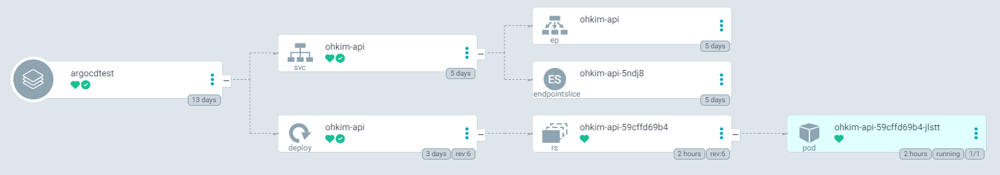 argocdtest
13 days
ohkim-api
svc
5 days
ohkim-api
ep
5 days
ES
ohkim-api-5ndj8
endpointslice
5 days
ohkim-api
deploy
3 days rev:6
ohkim-api-59cffd69b4
rs
2 hours rev:6
ohkim-api-59cffd69b4-jlstt
pod
2 hours running 1/1